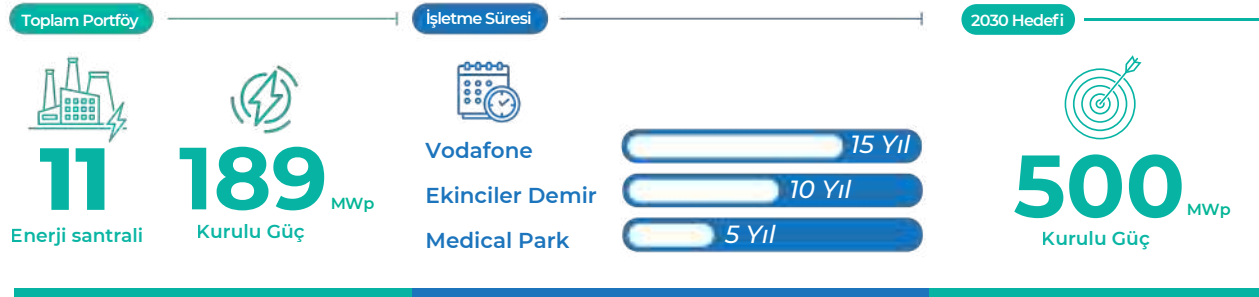 Toplam Portföy
11
Enerji santrali
189 MWp
Kurulu Güç
İşletme Süresi
Vodafone 15 Yıl
Ekinciler Demir 10 Yıl
Medical Park 5 Yıl
2030 Hedefi
500 MWp
Kurulu Güç